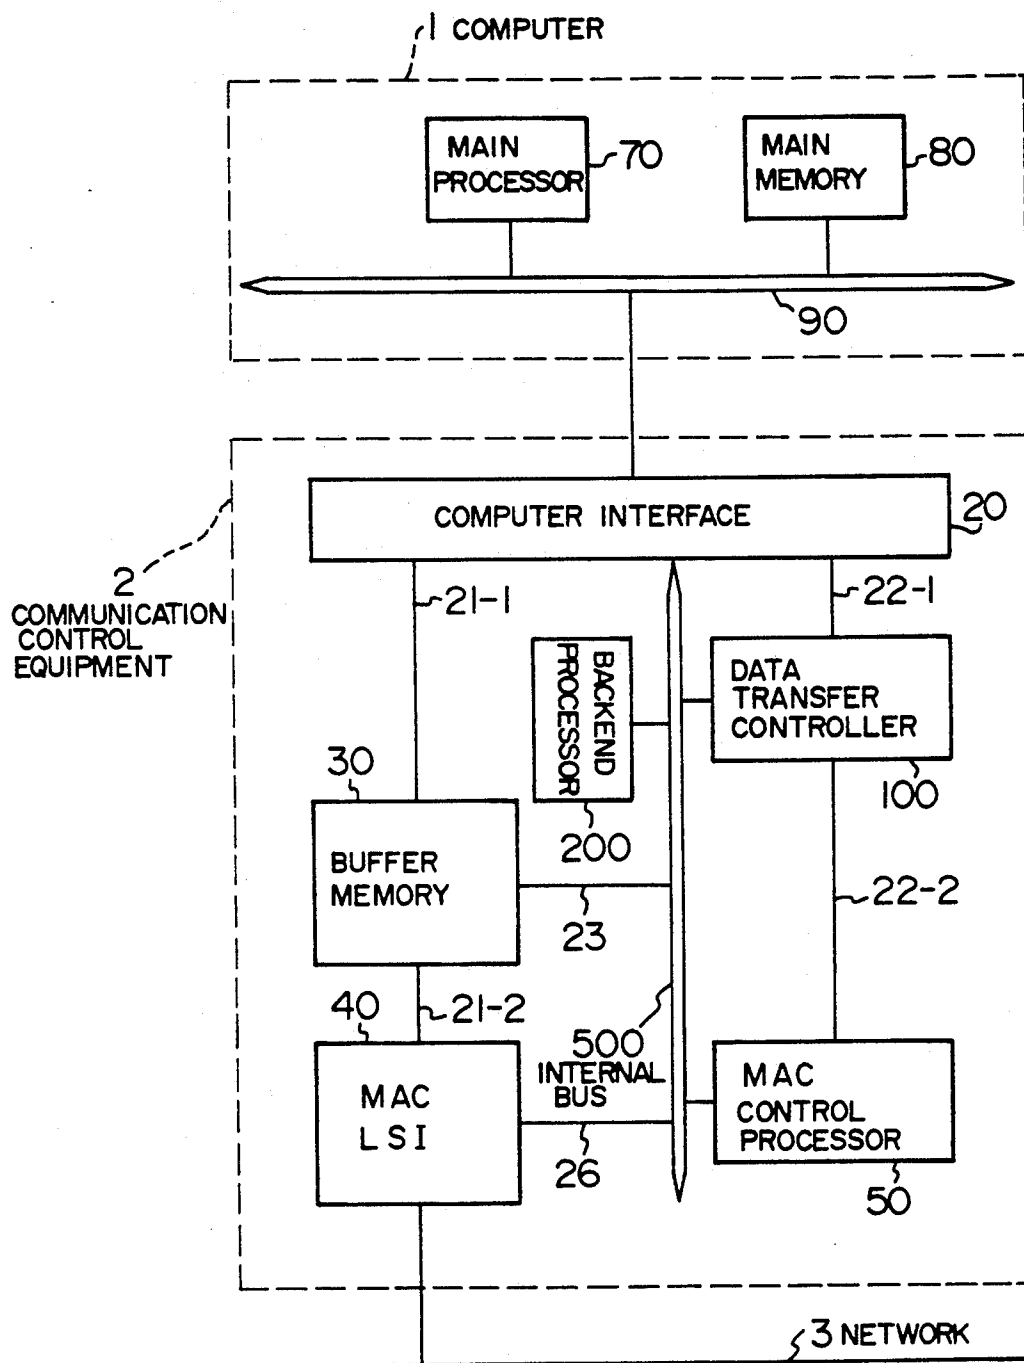 1 COMPUTER
MAIN
PROCESSOR
70
MAIN
MEMORY
80
90
COMPUTER INTERFACE
20
2
COMMUNICATION
CONTROL
EQUIPMENT
21-1
22-1
BACKEND
PROCESSOR
200
DATA
TRANSFER
CONTROLLER
100
30
BUFFER
MEMORY
23
22-2
21-2
40
MAC
LSI
500
INTERNAL
BUS
26
MAC
CONTROL
PROCESSOR
50
3 NETWORK